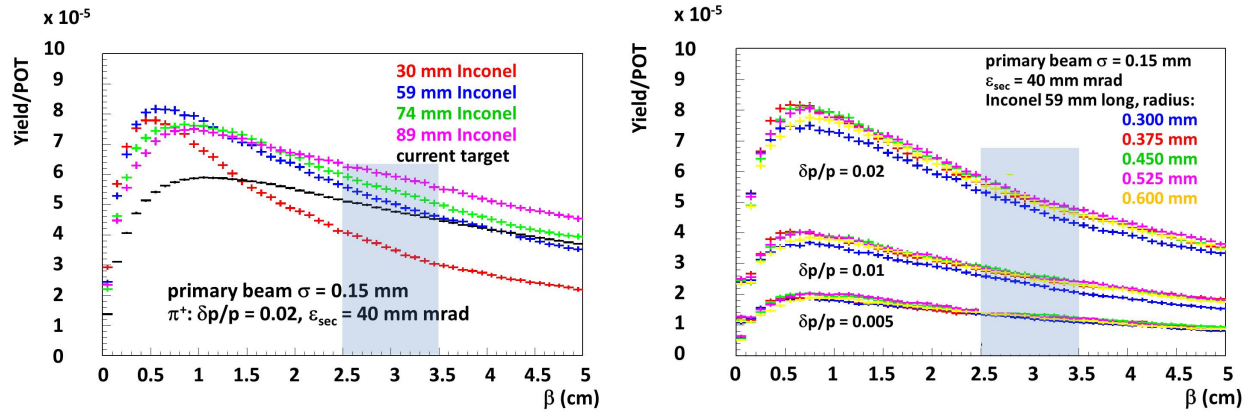 x 10⁻⁵
Yield/POT
10
9
8
7
6
5
4
3
2
1
0
30 mm Inconel
59 mm Inconel
74 mm Inconel
89 mm Inconel
current target
primary beam σ = 0.15 mm
π⁺: δp/p = 0.02, εsec = 40 mm mrad
0 0.5 1 1.5 2 2.5 3 3.5 4 4.5 5
β (cm)
x 10⁻⁵
Yield/POT
10
9
8
7
6
5
4
3
2
1
0
primary beam σ = 0.15 mm
εsec = 40 mm mrad
Inconel 59 mm long, radius:
0.300 mm
0.375 mm
0.450 mm
0.525 mm
0.600 mm
δp/p = 0.02
δp/p = 0.01
δp/p = 0.005
0 0.5 1 1.5 2 2.5 3 3.5 4 4.5 5
β (cm)